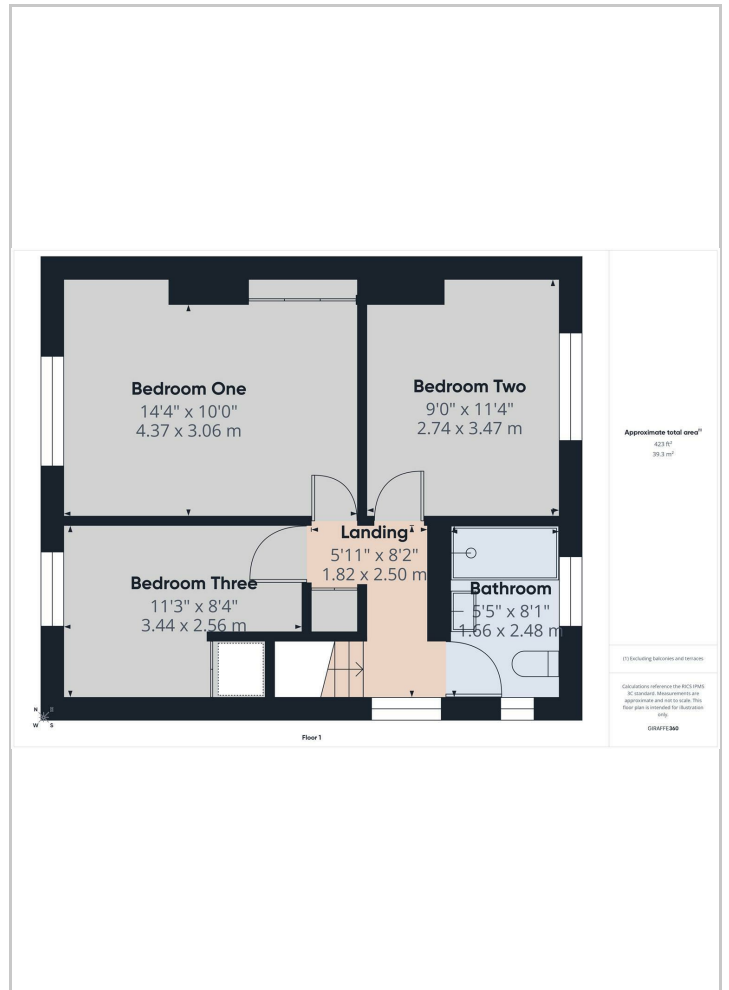 Bedroom One
14'4" x 10'0"
4.37 x 3.06 m
Bedroom Two
9'0" x 11'4"
2.74 x 3.47 m
Landing
5'11" x 8'2"
1.82 x 2.50 m
Bedroom Three
11'3" x 8'4"
3.44 x 2.56 m
Bathroom
5'5" x 8'1"
1.66 x 2.48 m
Approximate total area(1)
423 ft²
39.3 m²
(1) Excluding balconies and terraces
Calculations reference the RICS IPMS
3C standard. Measurements are
approximate and not to scale. This
floor plan is intended for illustration
only.
GIRAFFE360
N
W S
Floor 1